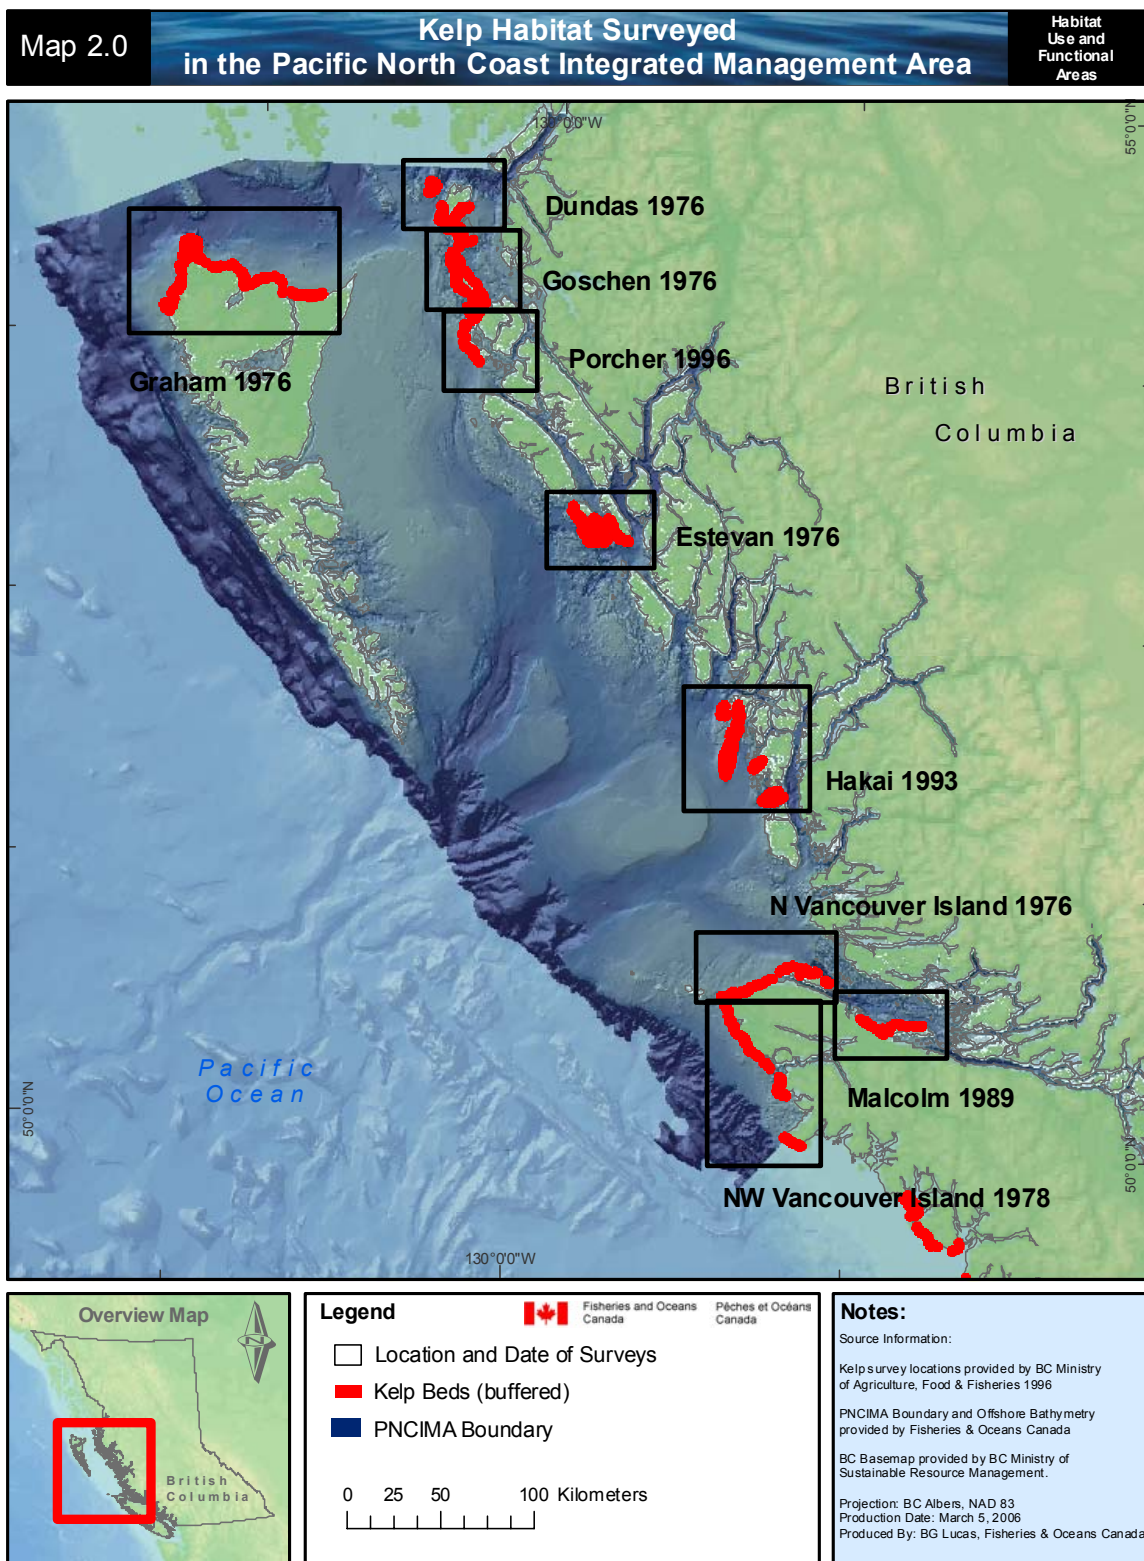 Map 2.0
Kelp Habitat Surveyed
in the Pacific North Coast Integrated Management Area
Habitat
Use and
Functional
Areas
130°0'0"W
55°0'0"N
Dundas 1976
Goschen 1976
Porcher 1996
Graham 1976
British
Columbia
Estevan 1976
Hakai 1993
N Vancouver Island 1976
Pacific
Ocean
50°0'0"N
Malcolm 1989
50°0'0"N
NW Vancouver Island 1978
130°0'0"W
Overview Map
N
British
Columbia
Legend
Fisheries and Oceans
Canada
Pêches et Océans
Canada
Location and Date of Surveys
Kelp Beds (buffered)
PNCIMA Boundary
0 25 50 100 Kilometers
Notes:
Source Information:
Kelp survey locations provided by BC Ministry
of Agriculture, Food & Fisheries 1996
PNCIMA Boundary and Offshore Bathymetry
provided by Fisheries & Oceans Canada
BC Basemap provided by BC Ministry of
Sustainable Resource Management.
Projection: BC Albers, NAD 83
Production Date: March 5, 2006
Produced By: BG Lucas, Fisheries & Oceans Canada